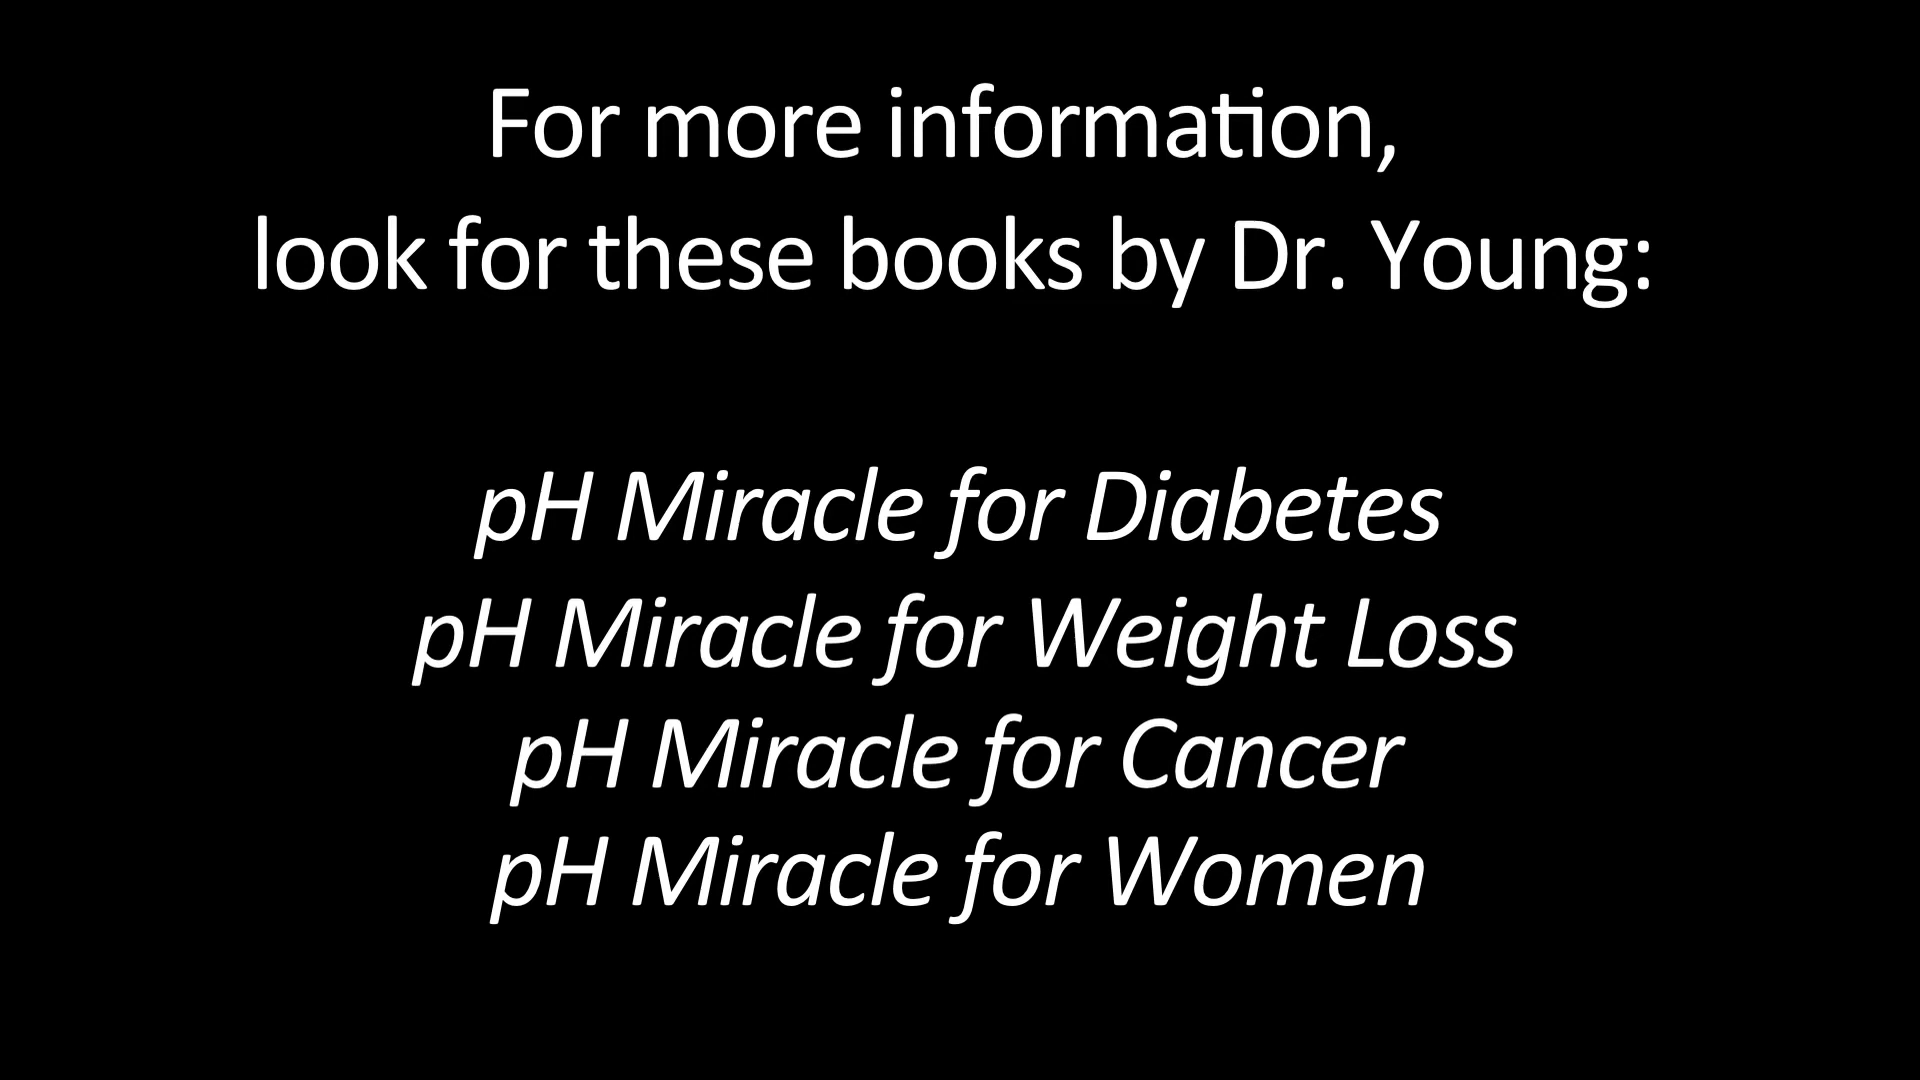 For more information,
look for these books by Dr. Young:
pH Miracle for Diabetes
pH Miracle for Weight Loss
pH Miracle for Cancer
pH Miracle for Women